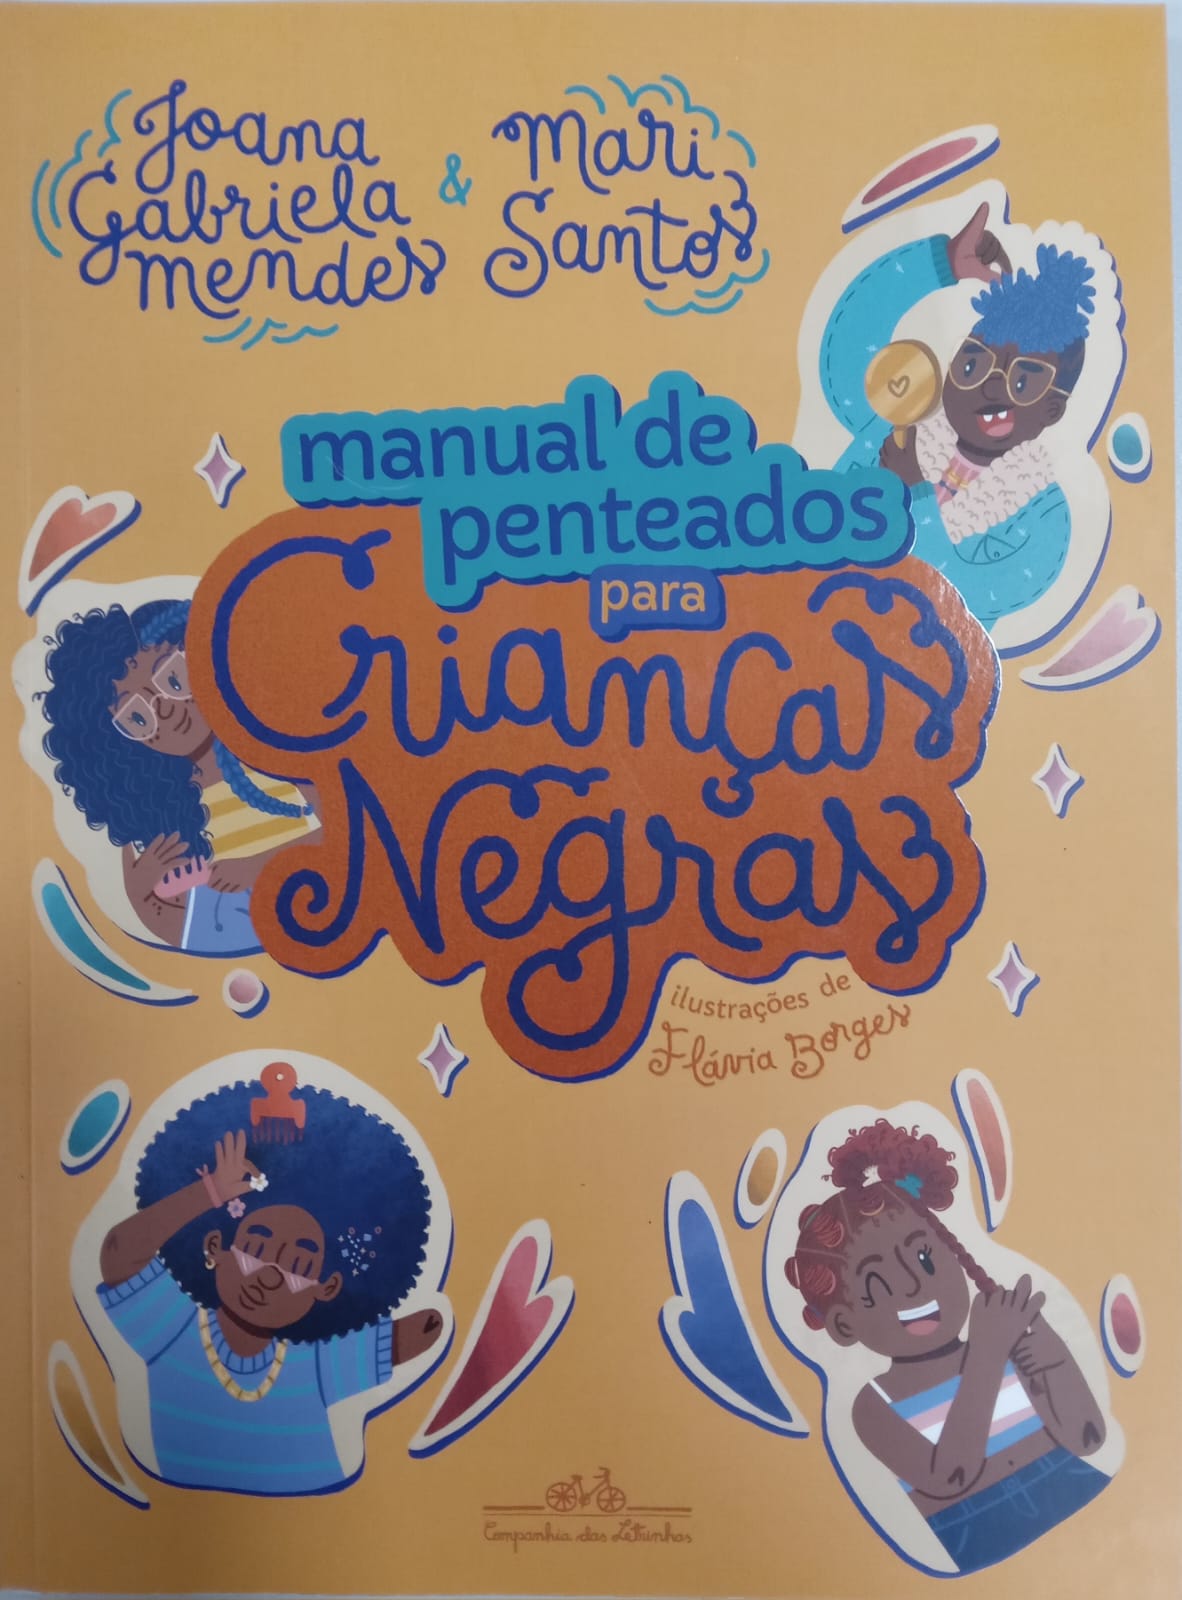 Joana
Gabriela
Mendes
&
Mari
Santos
manual de
penteados
para
Crianças
Negras
ilustrações de
Flávia Borges
Companhia das Letrinhas